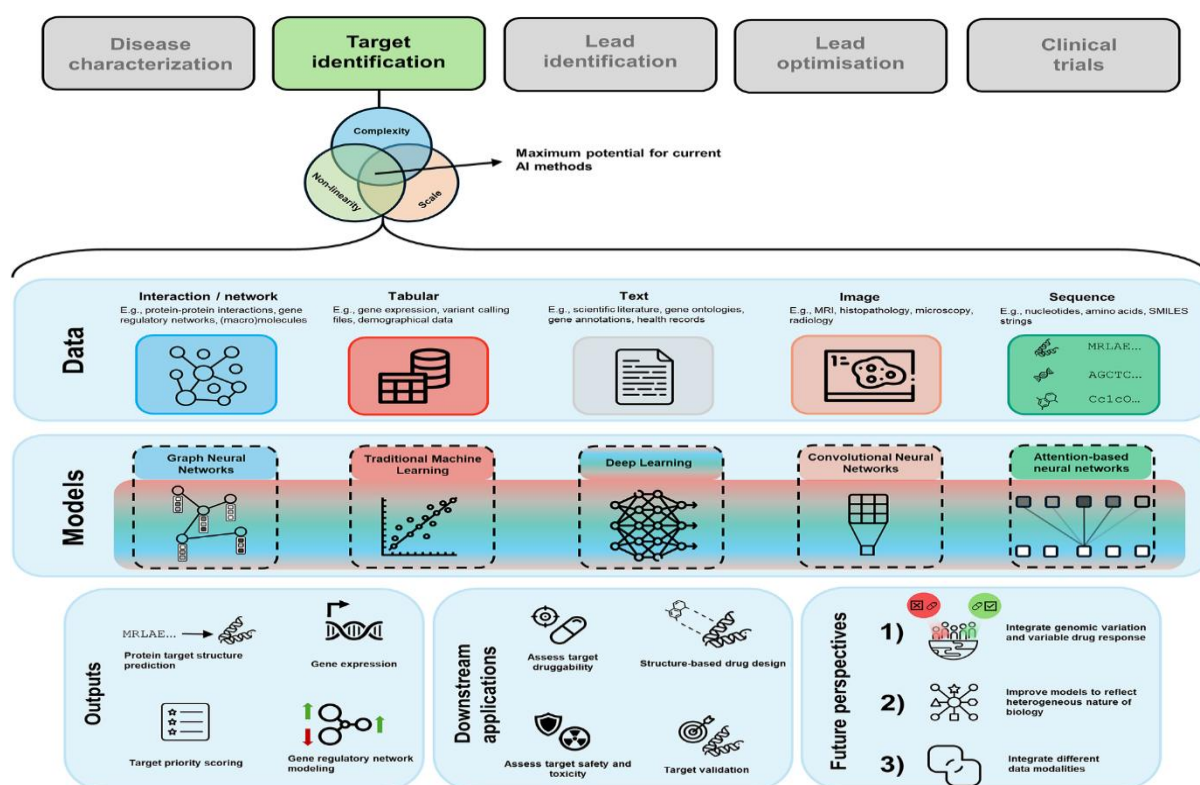 Disease
characterization
Target
identification
Lead
identification
Lead
optimisation
Clinical
trials
Complexity
Non-linearity
Scale
Maximum potential for current
AI methods
Data
Interaction / network
E.g., protein-protein interactions, gene
regulatory networks, (macro)molecules
Tabular
E.g., gene expression, variant calling
files, demographical data
Text
E.g., scientific literature, gene ontologies,
gene annotations, health records
Image
E.g., MRI, histopathology, microscopy,
radiology
Sequence
E.g., nucleotides, amino acids, SMILES
strings
MRLAE...
AGCTC...
Cc1cO...
Models
Graph Neural
Networks
Traditional Machine
Learning
Deep Learning
Convolutional Neural
Networks
Attention-based
neural networks
Outputs
MRLAE...
Protein target structure
prediction
Gene expression
Target priority scoring
Gene regulatory network
modeling
Downstream
applications
Assess target
druggability
Structure-based drug design
Assess target safety and
toxicity
Target validation
Future perspectives
1)
Integrate genomic variation
and variable drug response
2)
Improve models to reflect
heterogeneous nature of
biology
3)
Integrate different
data modalities